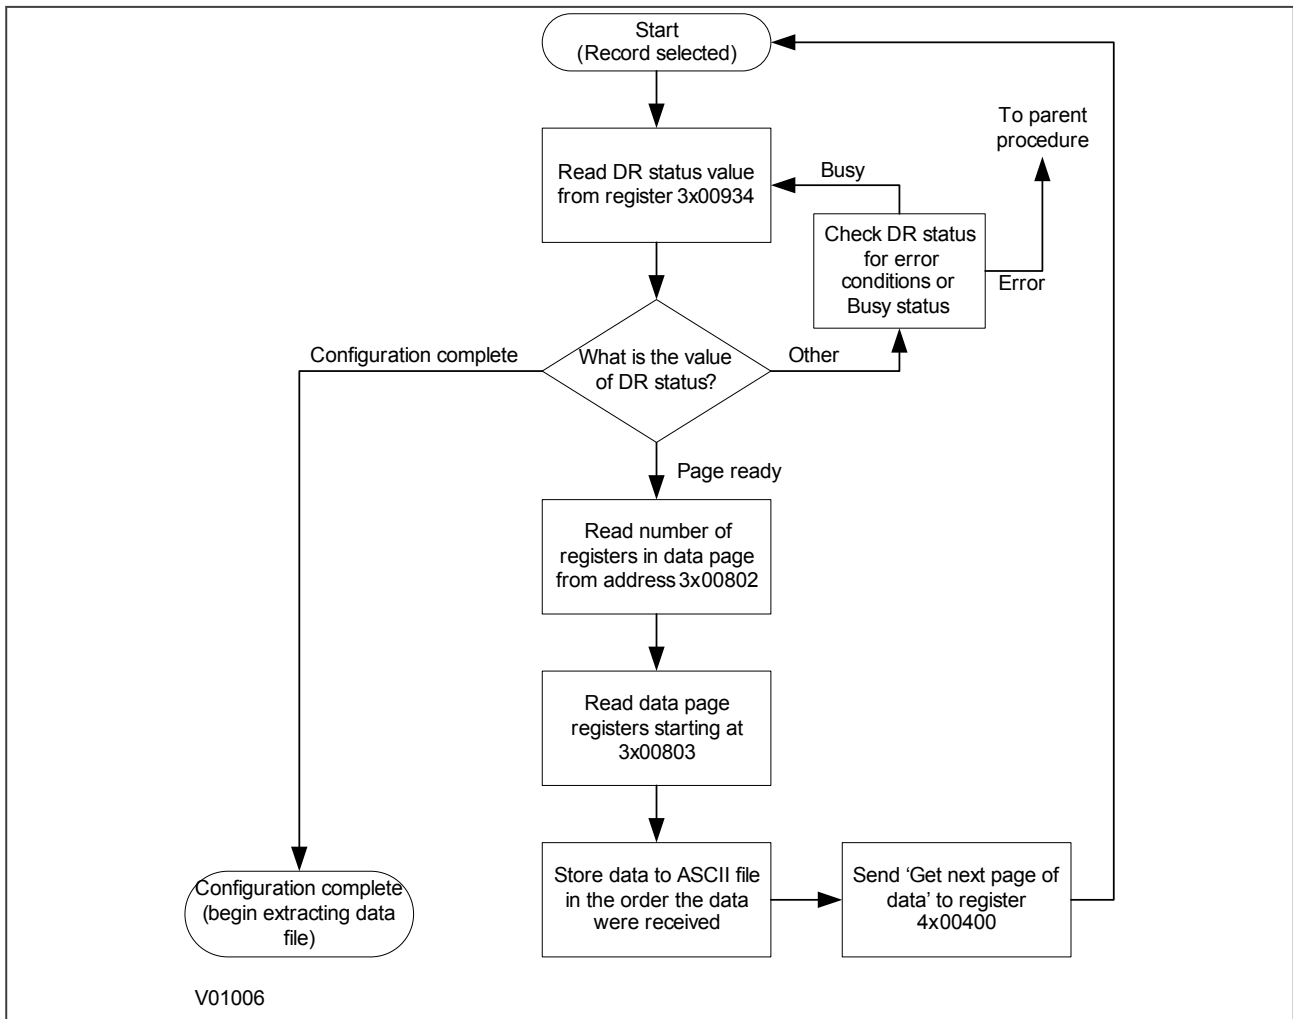 Start
(Record selected)
To parent
procedure
Read DR status value
from register 3x00934
Busy
Check DR status
for error
conditions or
Busy status
Error
What is the value
of DR status?
Configuration complete
Other
Page ready
Read number of
registers in data page
from address 3x00802
Read data page
registers starting at
3x00803
Store data to ASCII file
in the order the data
were received
Send ‘Get next page of
data’ to register
4x00400
Configuration complete
(begin extracting data
file)
V01006